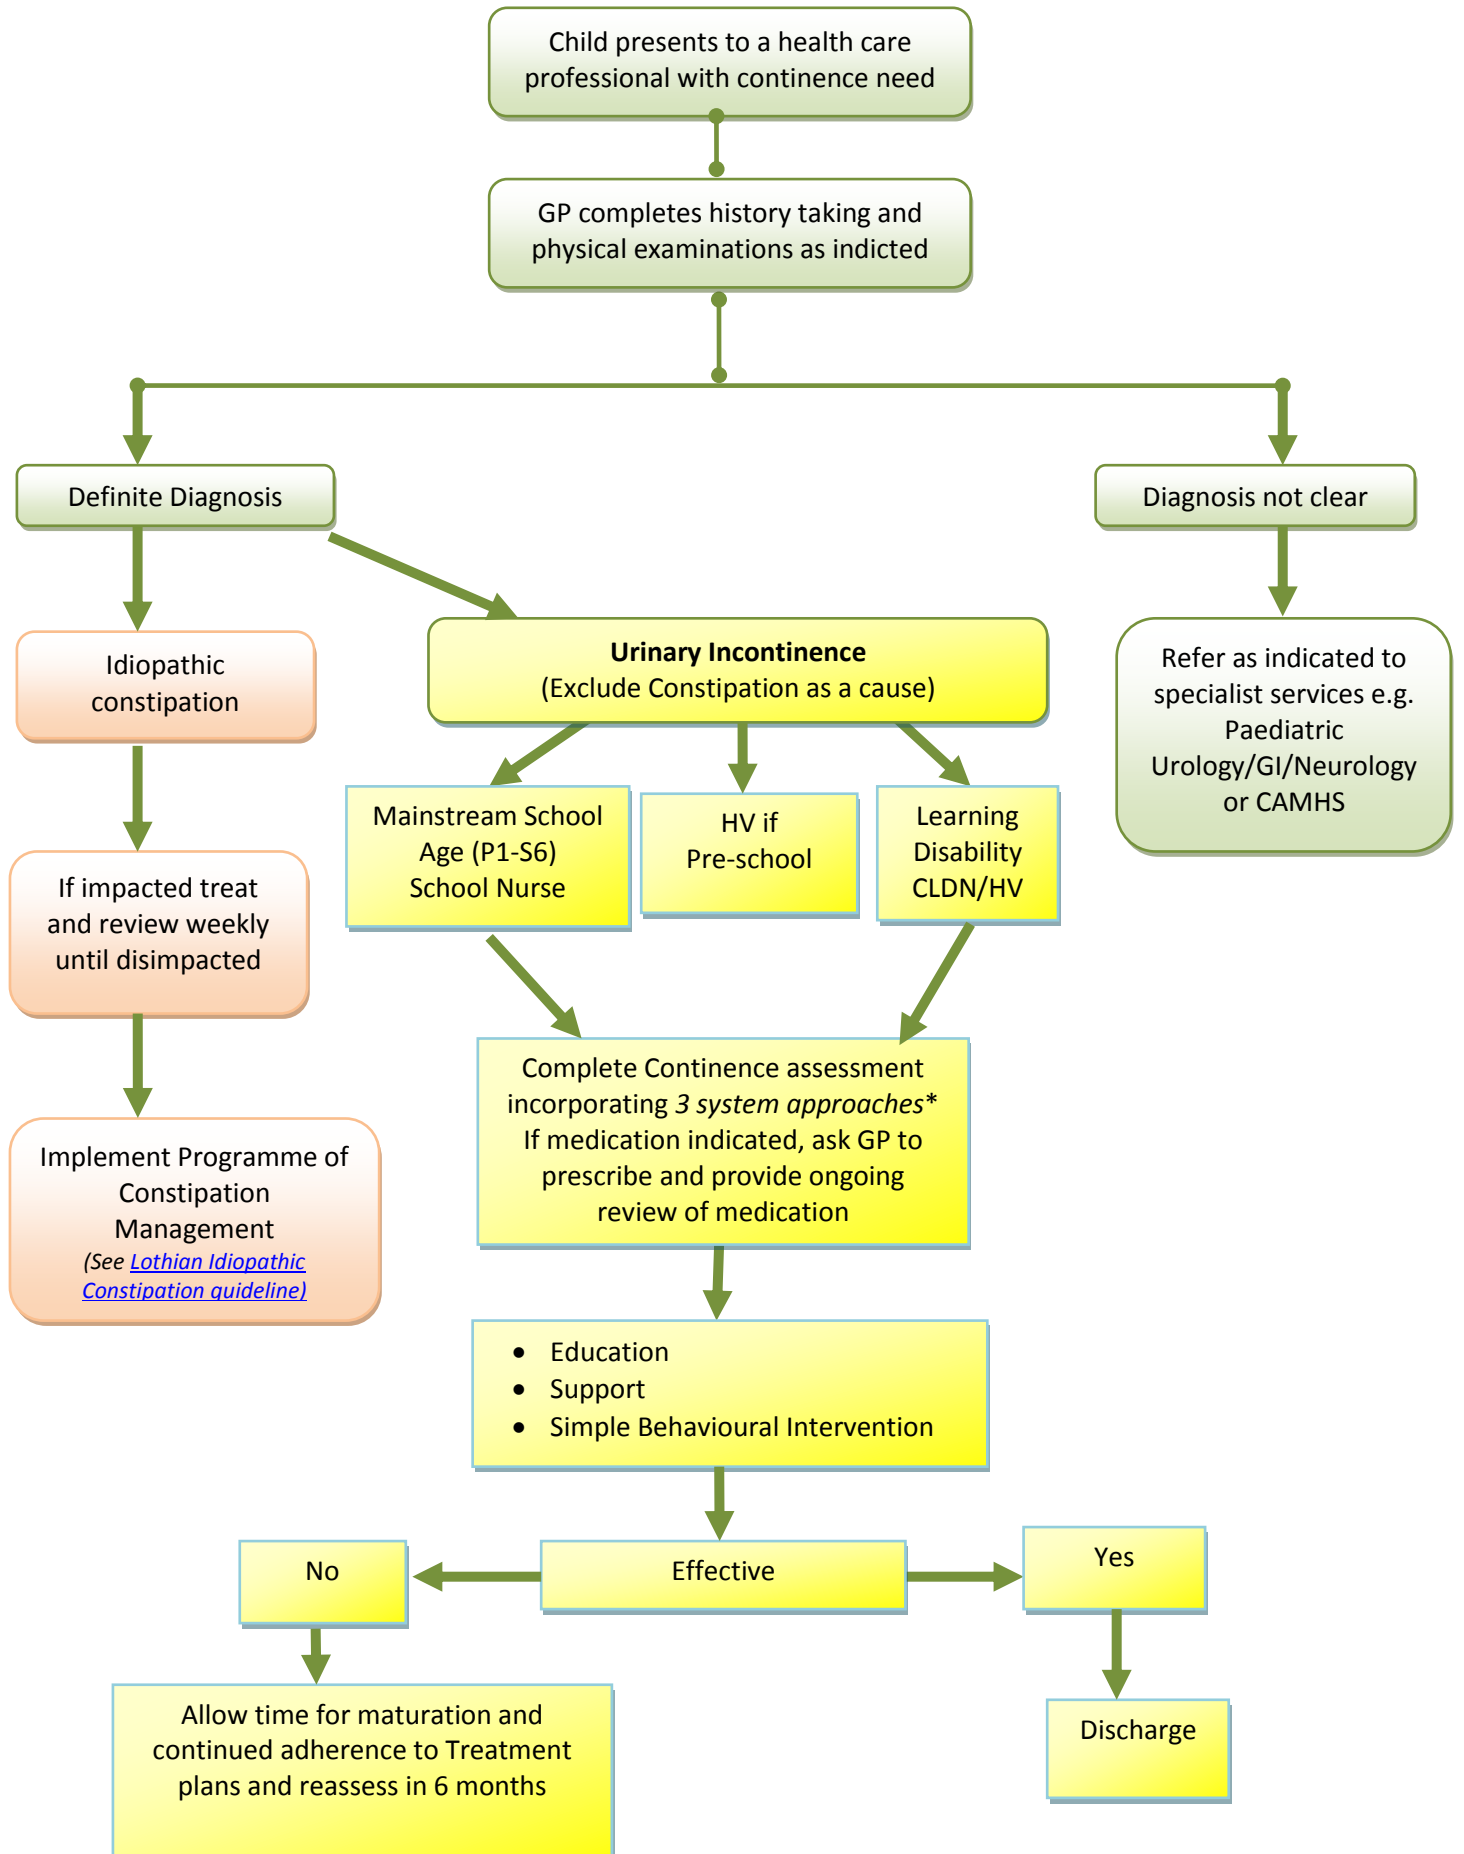 Child presents to a health care
professional with continence need
GP completes history taking and
physical examinations as indicted
Definite Diagnosis
Diagnosis not clear
Idiopathic
constipation
Urinary Incontinence
(Exclude Constipation as a cause)
Refer as indicated to
specialist services e.g.
Paediatric
Urology/GI/Neurology
or CAMHS
Mainstream School
Age (P1-S6)
School Nurse
HV if
Pre-school
Learning
Disability
CLDN/HV
If impacted treat
and review weekly
until disimpacted
Complete Continence assessment
incorporating 3 system approaches*
If medication indicated, ask GP to
prescribe and provide ongoing
review of medication
Implement Programme of
Constipation
Management
(See Lothian Idiopathic
Constipation guideline)
• Education
• Support
• Simple Behavioural Intervention
No
Effective
Yes
Allow time for maturation and
continued adherence to Treatment
plans and reassess in 6 months
Discharge